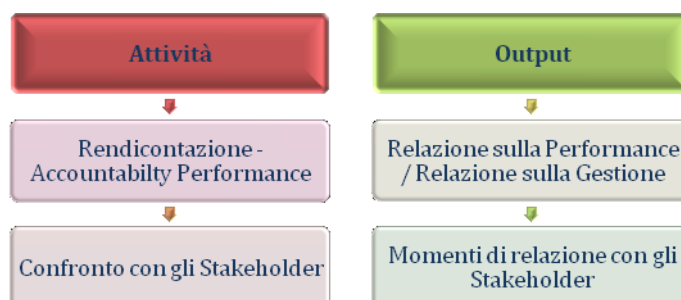 Attività
Rendicontazione -
Accountabilty Performance
Confronto con gli Stakeholder
Output
Relazione sulla Performance
/ Relazione sulla Gestione
Momenti di relazione con gli
Stakeholder